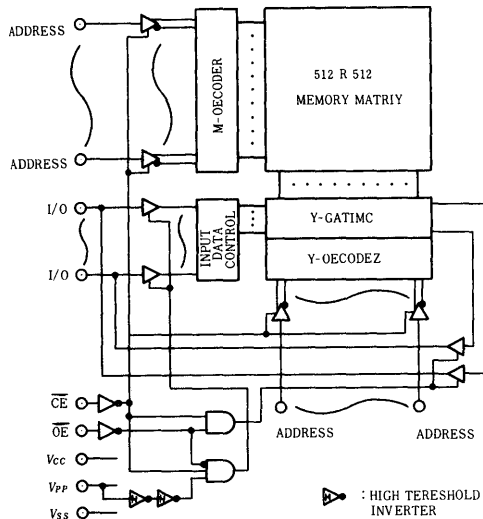 ADDRESS
M-OECODER
512 R 512
MEMORY MATRIY
ADDRESS
I/O
INPUT
DATA
CONTROL
Y-GATIMC
I/O
Y-OECODEZ
CE
OE
ADDRESS
ADDRESS
VCC
VPP
VSS
: HIGH TERESHOLD
INVERTER